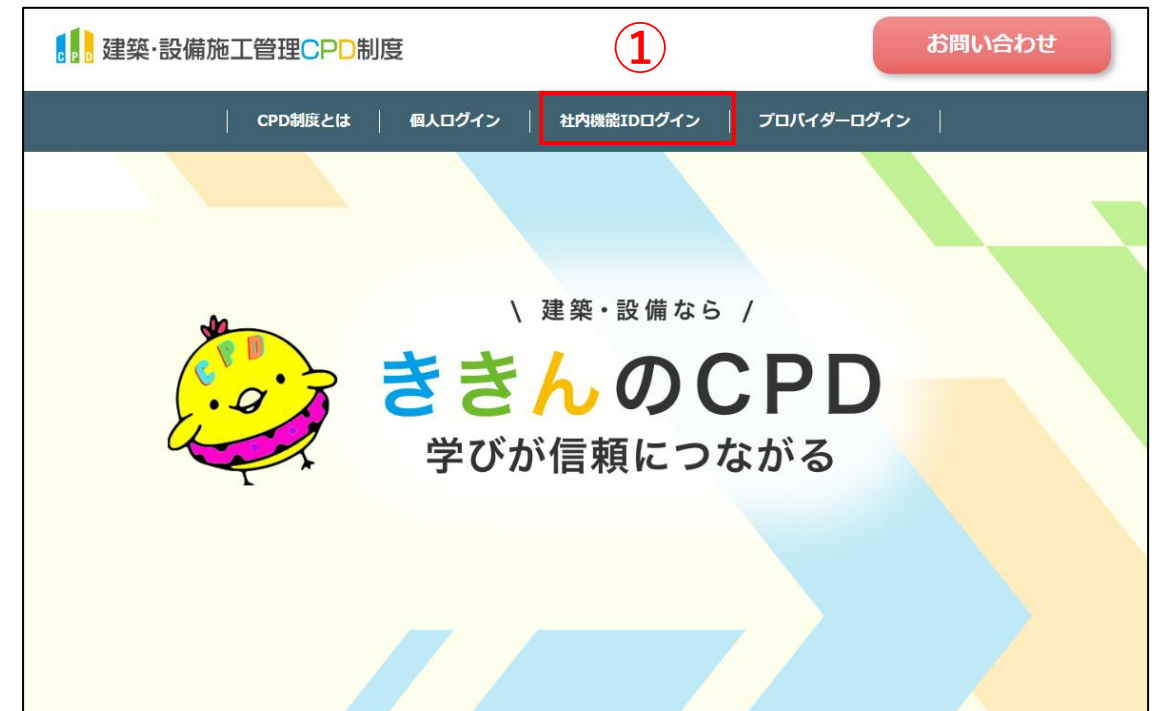 CPD 建築・設備施工管理CPD制度
①
お問い合わせ
CPD制度とは
個人ログイン
社内機能IDログイン
プロバイダーログイン
\ 建築・設備なら /
CPD
ききんのCPD
学びが信頼につながる